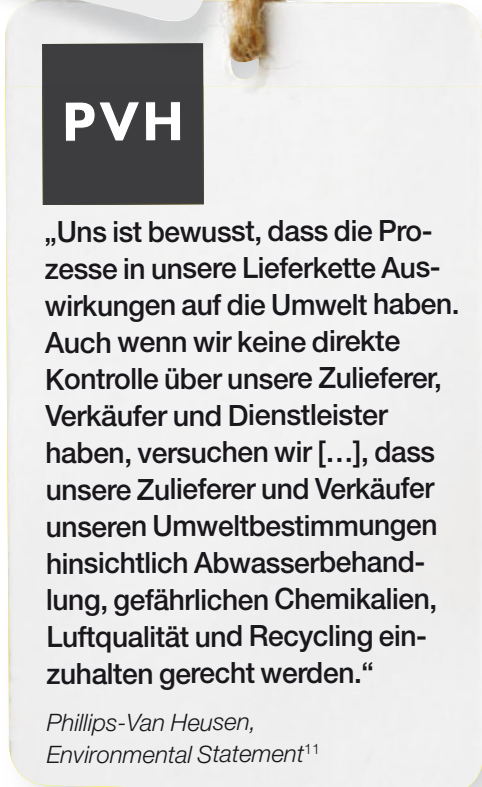 PVH
„Uns ist bewusst, dass die Pro-
zesse in unsere Lieferkette Aus-
wirkungen auf die Umwelt haben.
Auch wenn wir keine direkte
Kontrolle über unsere Zulieferer,
Verkäufer und Dienstleister
haben, versuchen wir […], dass
unsere Zulieferer und Verkäufer
unseren Umweltbestimmungen
hinsichtlich Abwasserbehand-
lung, gefährlichen Chemikalien,
Luftqualität und Recycling ein-
zuhalten gerecht werden.“
Phillips-Van Heusen,
Environmental Statement¹¹